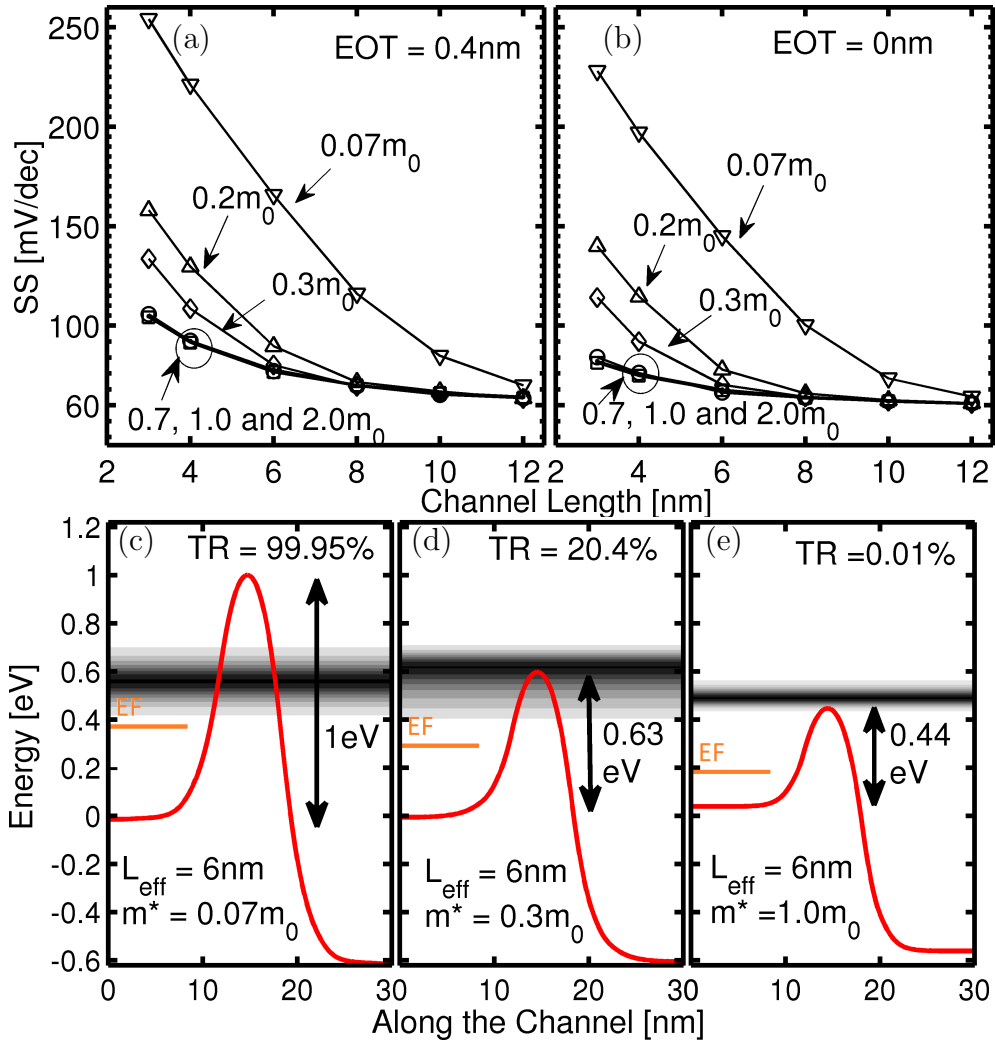 (a)
EOT = 0.4nm
(b)
EOT = 0nm
250
200
150
100
60
SS [mV/dec]
0.07m0
0.2m0
0.3m0
0.7, 1.0 and 2.0m0
0.07m0
0.2m0
0.3m0
0.7, 1.0 and 2.0m0
2 4 6 8 10 12 2 4 6 8 10 12
Channel Length [nm]
(c)
TR = 99.95%
(d)
TR = 20.4%
(e)
TR =0.01%
1.2
1
0.8
0.6
0.4
0.2
0
-0.2
-0.4
-0.6
Energy [eV]
EF
1eV
Leff = 6nm
m* = 0.07m0
EF
0.63
eV
Leff = 6nm
m* = 0.3m0
EF
0.44
eV
Leff = 6nm
m* =1.0m0
0 10 20 30 10 20 30 10 20 30
Along the Channel [nm]